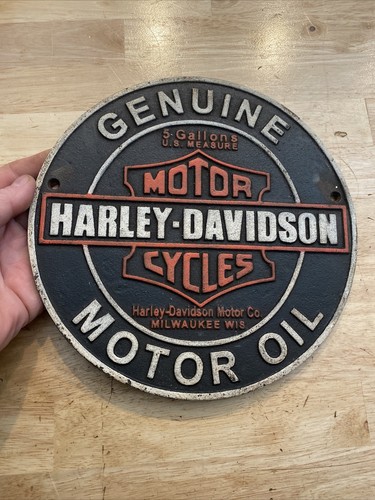 GENUINE
5-Gallons
U.S. MEASURE
MOTOR
HARLEY-DAVIDSON
CYCLES
Harley-Davidson Motor Co.
MILWAUKEE WIS
MOTOR OIL